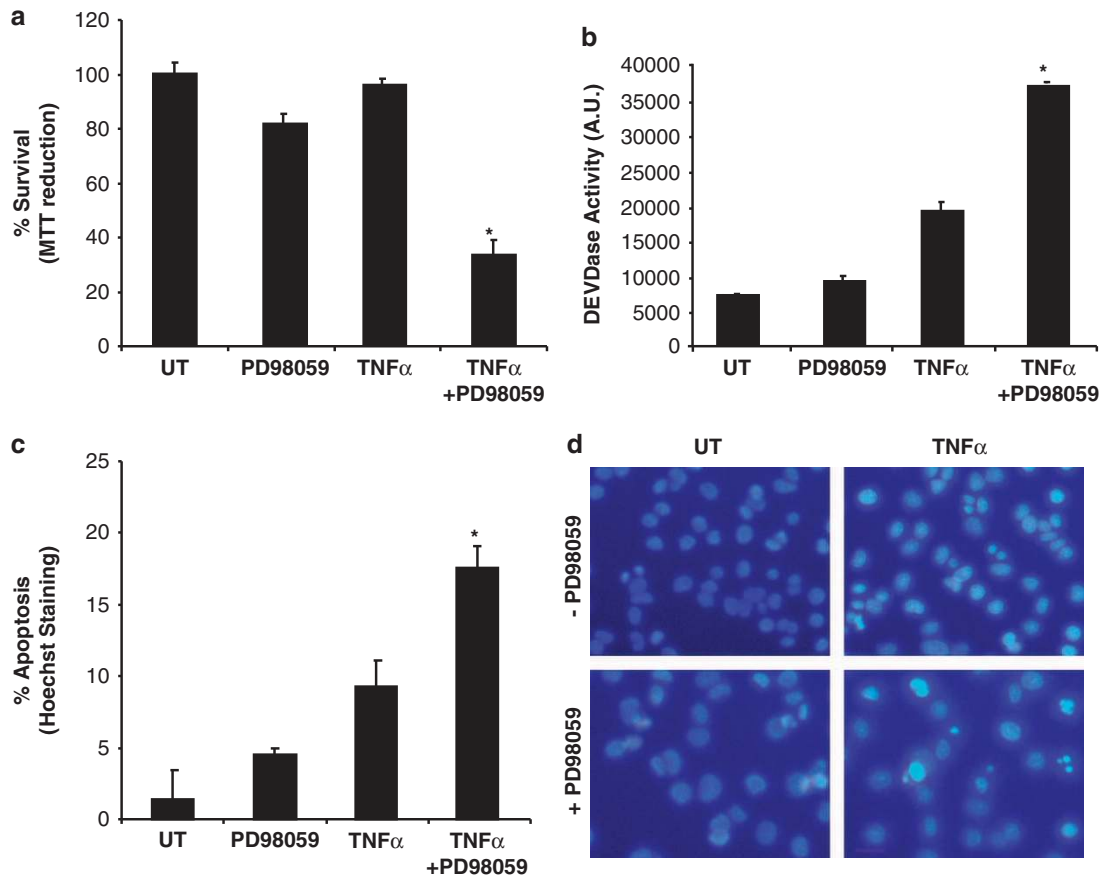 a
120
100
80
60
40
20
0
% Survival
(MTT reduction)
*
UT
PD98059
TNFα
TNFα
+PD98059
b
40000
35000
30000
25000
20000
15000
10000
5000
0
DEVDase Activity (A.U.)
*
UT
PD98059
TNFα
TNFα
+PD98059
c
25
20
15
10
5
0
% Apoptosis
(Hoechst Staining)
*
UT
PD98059
TNFα
TNFα
+PD98059
d
UT
TNFα
- PD98059
+ PD98059